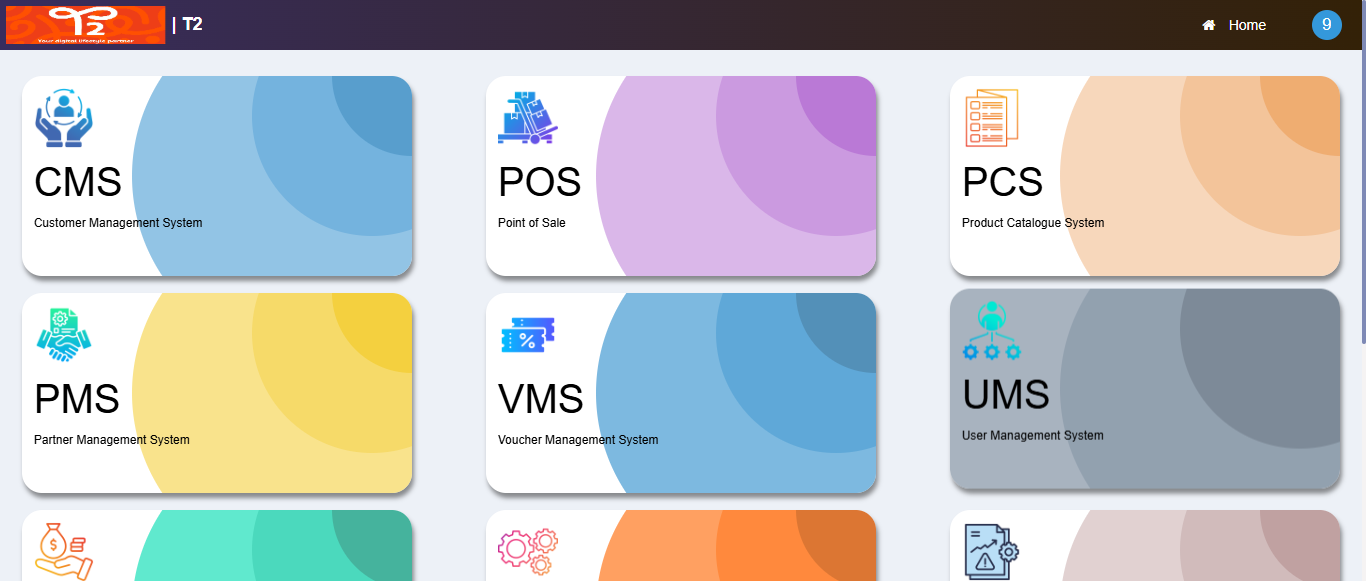 T2
Your digital lifestyle partner
| T2
Home
9
CMS
Customer Management System
POS
Point of Sale
PCS
Product Catalogue System
PMS
Partner Management System
VMS
Voucher Management System
UMS
User Management System